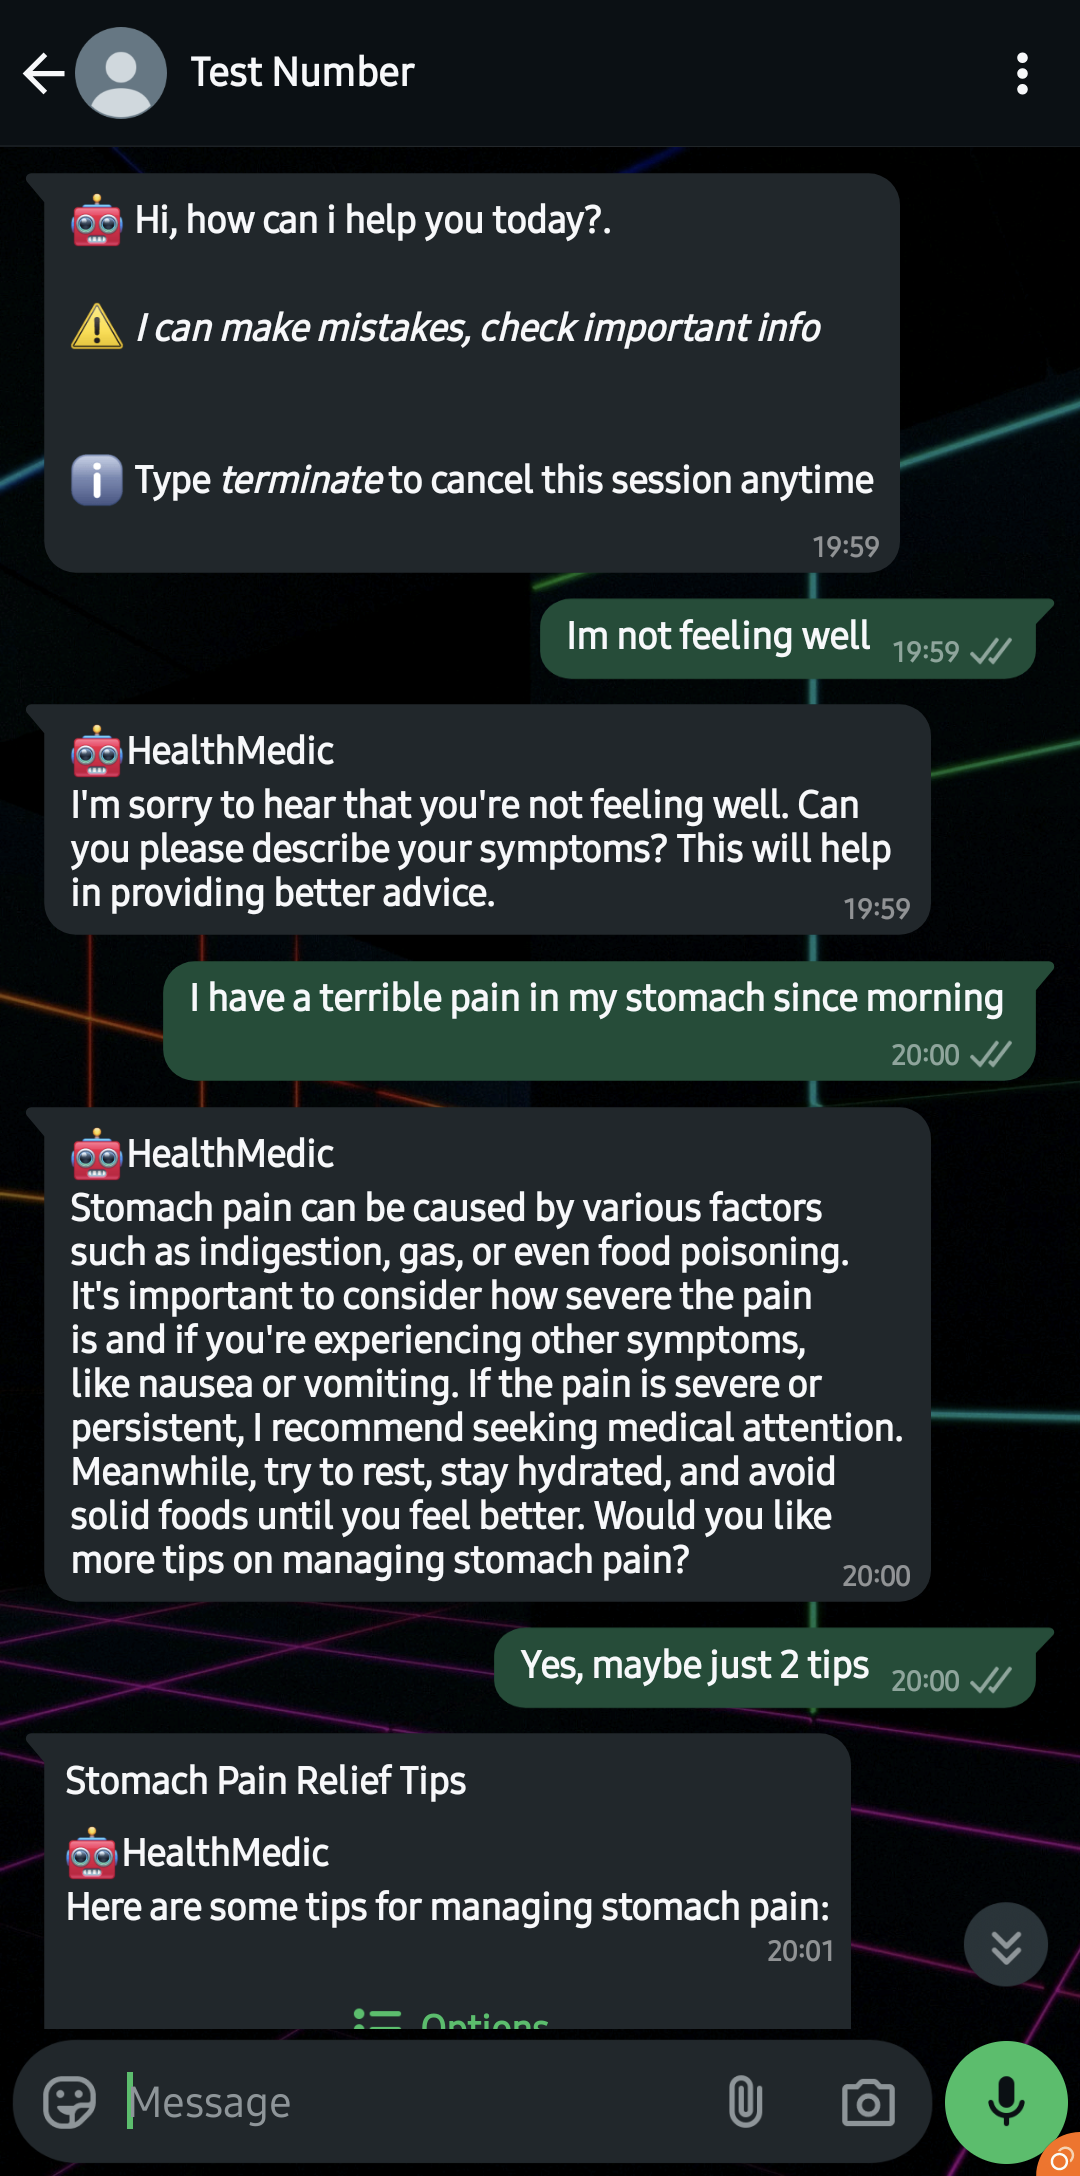 Test Number
Hi, how can i help you today?.
I can make mistakes, check important info
Type terminate to cancel this session anytime
19:59
Im not feeling well 19:59
HealthMedic
I'm sorry to hear that you're not feeling well. Can
you please describe your symptoms? This will help
in providing better advice.
19:59
I have a terrible pain in my stomach since morning
20:00
HealthMedic
Stomach pain can be caused by various factors
such as indigestion, gas, or even food poisoning.
It's important to consider how severe the pain
is and if you're experiencing other symptoms,
like nausea or vomiting. If the pain is severe or
persistent, I recommend seeking medical attention.
Meanwhile, try to rest, stay hydrated, and avoid
solid foods until you feel better. Would you like
more tips on managing stomach pain?
20:00
Yes, maybe just 2 tips 20:00
Stomach Pain Relief Tips
HealthMedic
Here are some tips for managing stomach pain:
20:01
Options
Message